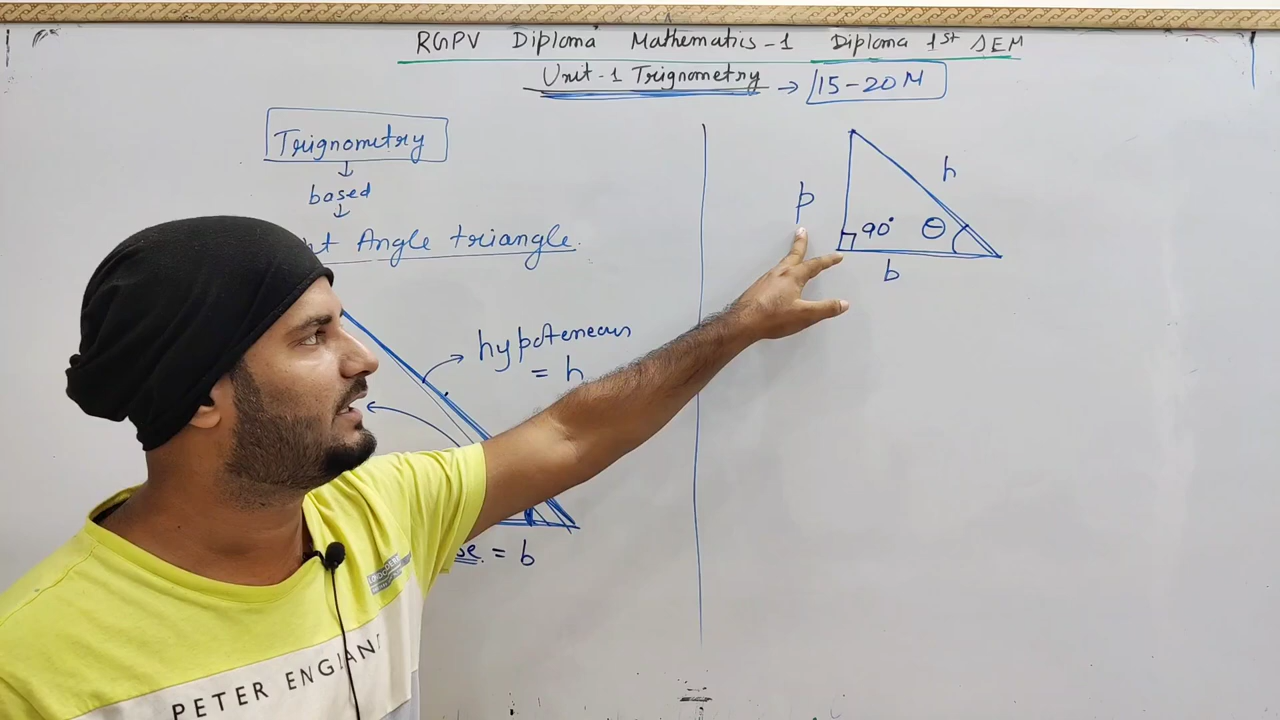 RGPV Diploma Mathematics-1 Diploma 1st SEM
Unit-1 Trignometry → 15-20 M
Trignometry
↓
based
↓
Angle triangle.
hypoteneous
= h
= b
p
h
90°
θ
b
PETER ENGLAND